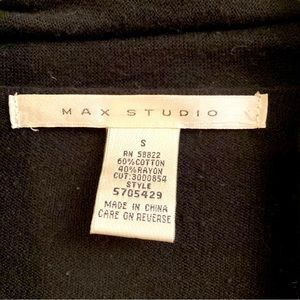 MAX STUDIO
S
RN 58822
60%COTTON
40%RAYON
CUT:3000854
STYLE
5705429
MADE IN CHINA
CARE ON REVERSE